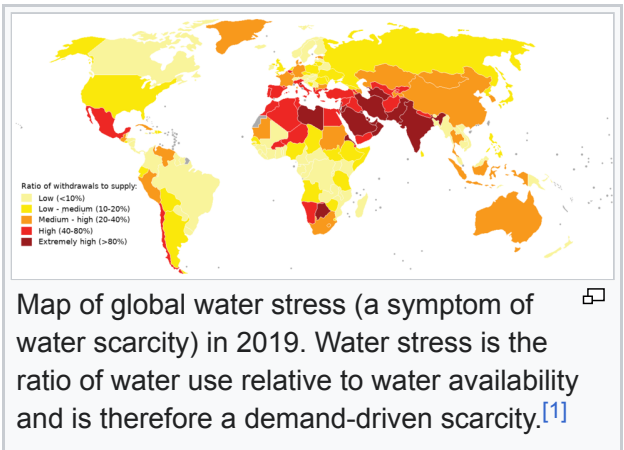 Ratio of withdrawals to supply:
Low (<10%)
Low - medium (10-20%)
Medium - high (20-40%)
High (40-80%)
Extremely high (>80%)
Map of global water stress (a symptom of
water scarcity) in 2019. Water stress is the
ratio of water use relative to water availability
and is therefore a demand-driven scarcity.[1]